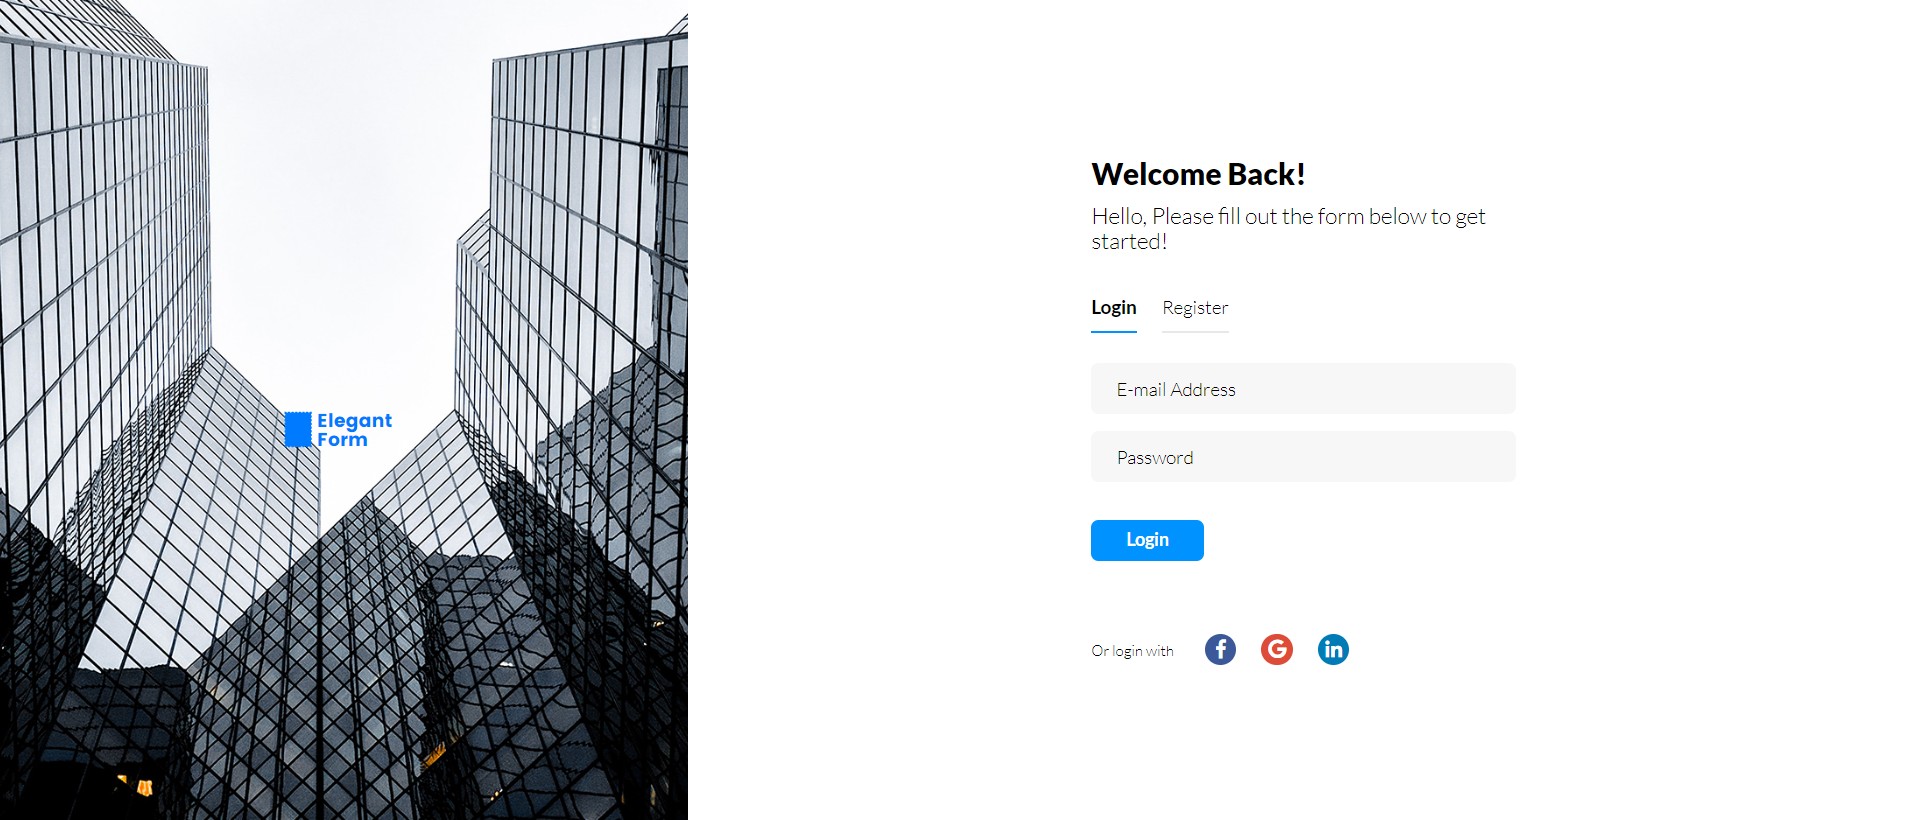 Elegant
Form
Welcome Back!
Hello, Please fill out the form below to get
started!
Login Register
E-mail Address
Password
Login
Or login with